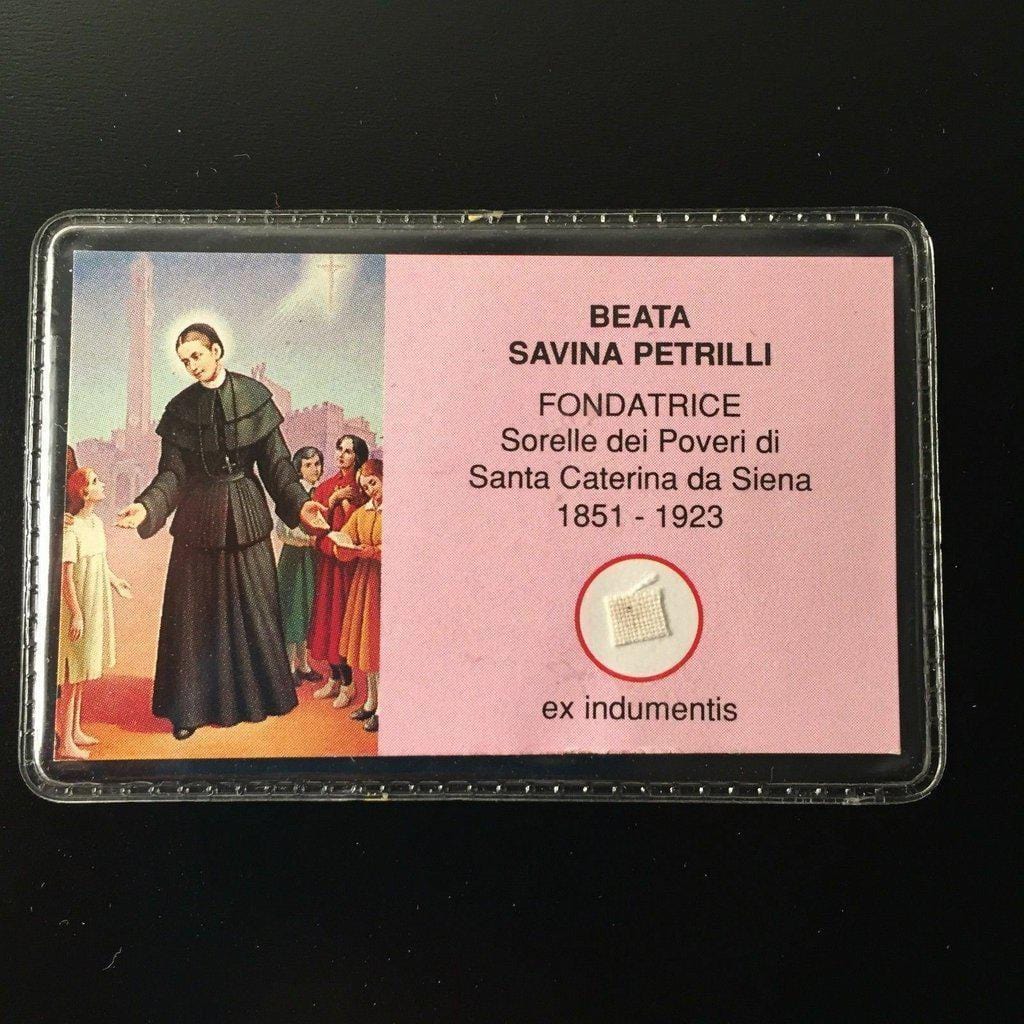 BEATA
SAVINA PETRILLI
FONDATRICE
Sorelle dei Poveri di
Santa Caterina da Siena
1851 - 1923
ex indumentis